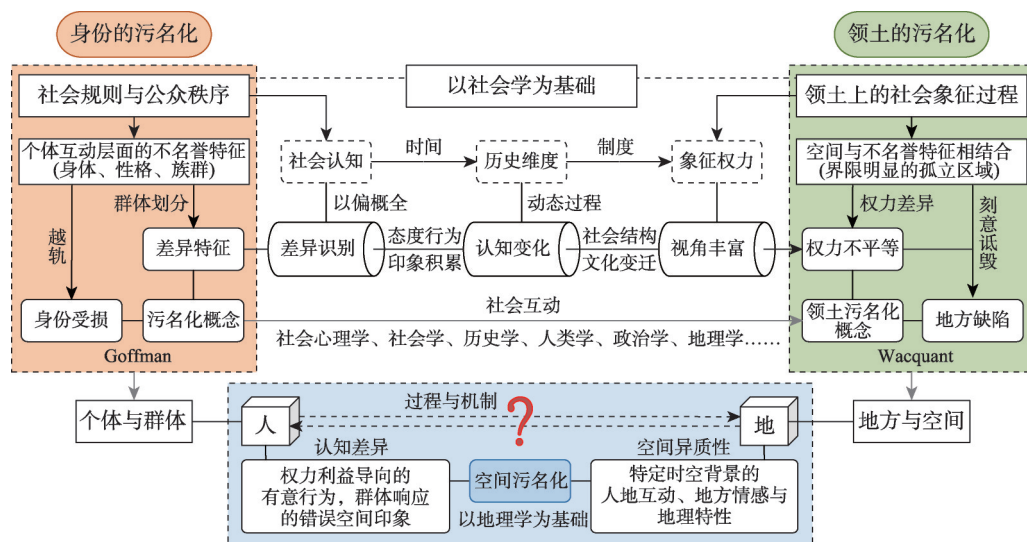 身份的污名化
领土的污名化
社会规则与公众秩序
以社会学为基础
领土上的社会象征过程
个体互动层面的不名誉特征
(身体、性格、族群)
社会认知
时间
历史维度
制度
象征权力
空间与不名誉特征相结合
(界限明显的孤立区域)
群体划分
以偏概全
动态过程
权力差异
越轨
差异特征
差异识别
态度行为
印象积累
认知变化
社会结构
文化变迁
视角丰富
权力不平等
刻意诋毁
身份受损
污名化概念
社会互动
领土污名化
概念
地方缺陷
社会心理学、社会学、历史学、人类学、政治学、地理学……
Goffman
Wacquant
个体与群体
人
过程与机制
?
地
地方与空间
认知差异
空间异质性
权力利益导向的
有意行为，群体响应
的错误空间印象
空间污名化
以地理学为基础
特定时空背景的
人地互动、地方情感与
地理特性